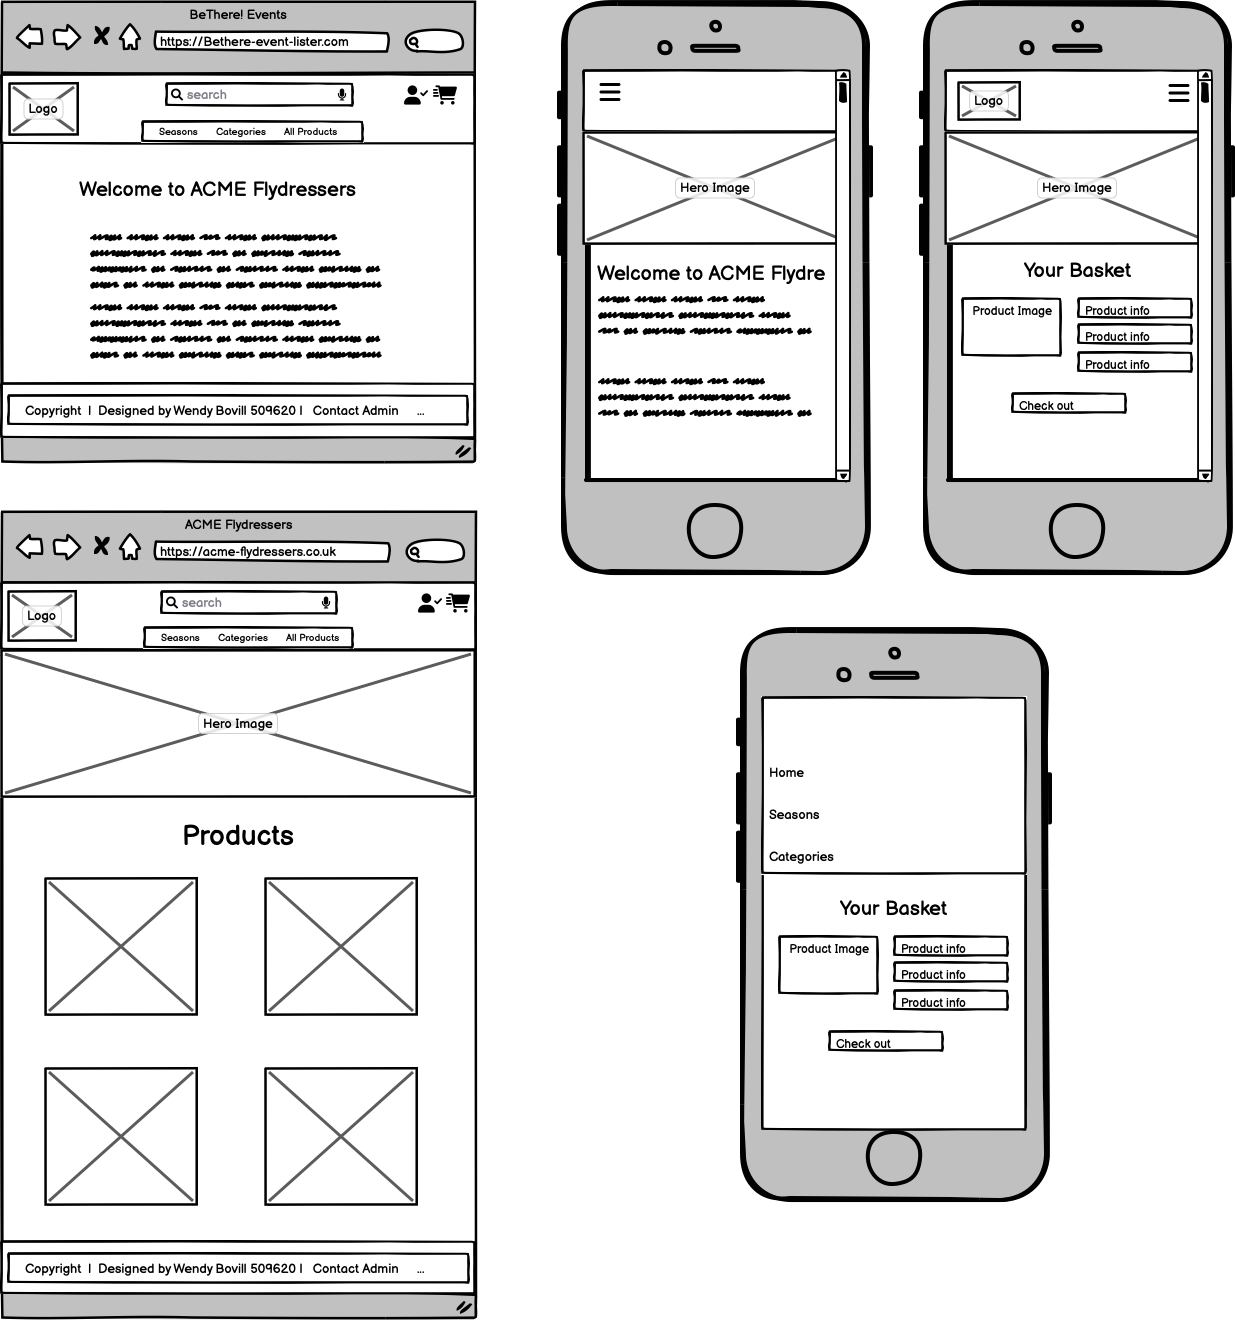 BeThere! Events
https://Bethere-event-lister.com
Logo
search
Seasons Categories All Products
Welcome to ACME Flydressers
Copyright | Designed by Wendy Bovill 509620 | Contact Admin ...
Hero Image
Welcome to ACME Flydre
Logo
Hero Image
Your Basket
Product Image
Product info
Product info
Product info
Check out
ACME Flydressers
https://acme-flydressers.co.uk
Logo
search
Seasons Categories All Products
Hero Image
Products
Copyright | Designed by Wendy Bovill 509620 | Contact Admin ...
Home
Seasons
Categories
Your Basket
Product Image
Product info
Product info
Product info
Check out